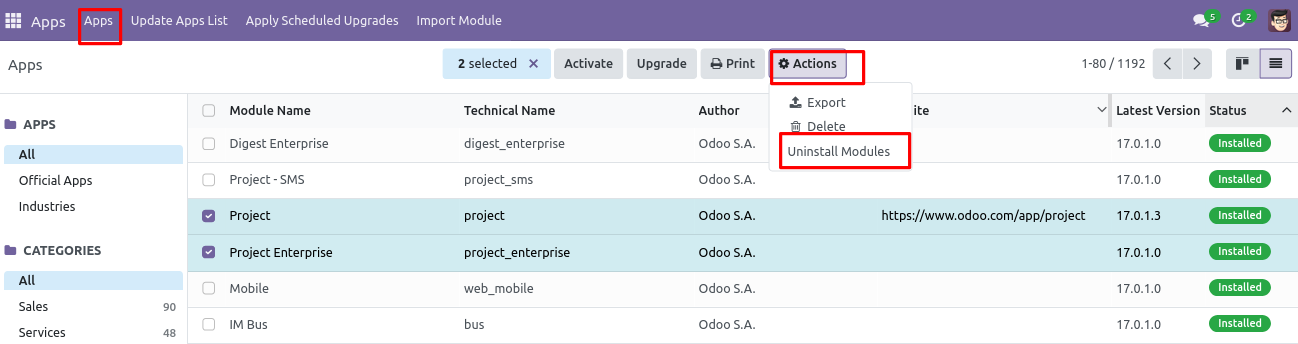 Apps Apps Update Apps List Apply Scheduled Upgrades Import Module 5 2
Apps 2 selected × Activate Upgrade Print Actions 1-80 / 1192
Export
Delete
Uninstall Modules
APPS
All
Official Apps
Industries
CATEGORIES
All
Sales 90
Services 48
Module Name Technical Name Author ite Latest Version Status
Digest Enterprise digest_enterprise Odoo S.A. 17.0.1.0 Installed
Project - SMS project_sms Odoo S.A. 17.0.1.0 Installed
Project project Odoo S.A. https://www.odoo.com/app/project 17.0.1.3 Installed
Project Enterprise project_enterprise Odoo S.A. 17.0.1.0 Installed
Mobile web_mobile Odoo S.A. 17.0.1.0 Installed
IM Bus bus Odoo S.A. 17.0.1.0 Installed